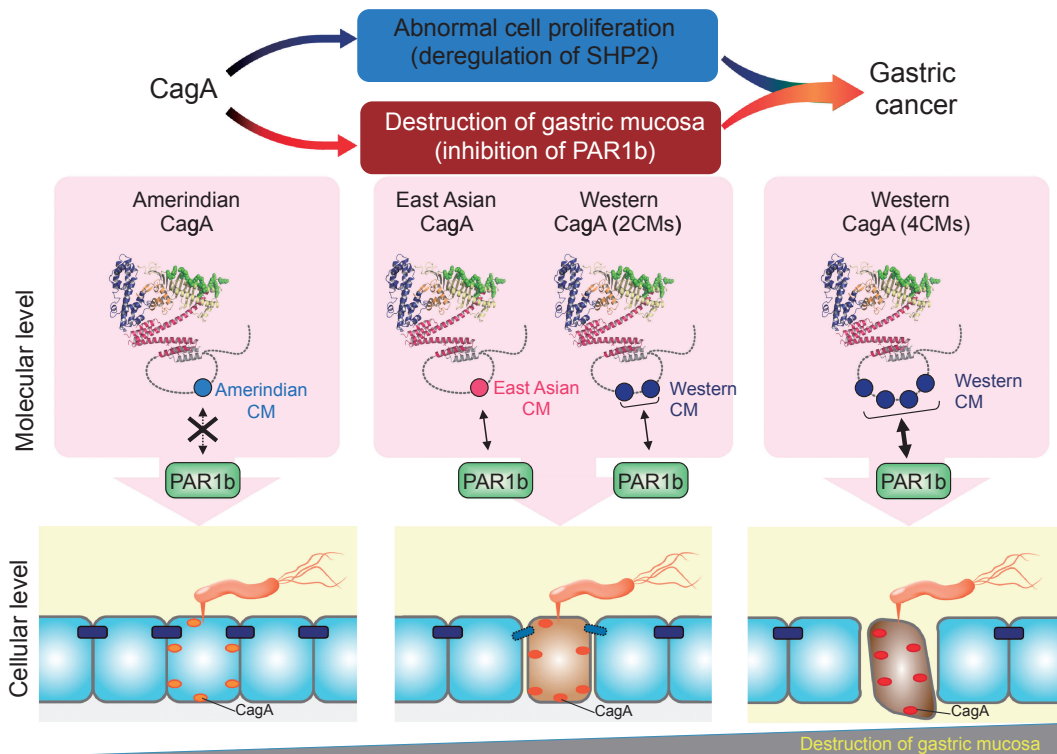 CagA
Abnormal cell proliferation
(deregulation of SHP2)
Destruction of gastric mucosa
(inhibition of PAR1b)
Gastric
cancer
Molecular level
Amerindian
CagA
Amerindian
CM
PAR1b
East Asian
CagA
East Asian
CM
PAR1b
Western
CagA (2CMs)
Western
CM
PAR1b
Western
CagA (4CMs)
Western
CM
PAR1b
Cellular level
CagA
CagA
CagA
Destruction of gastric mucosa